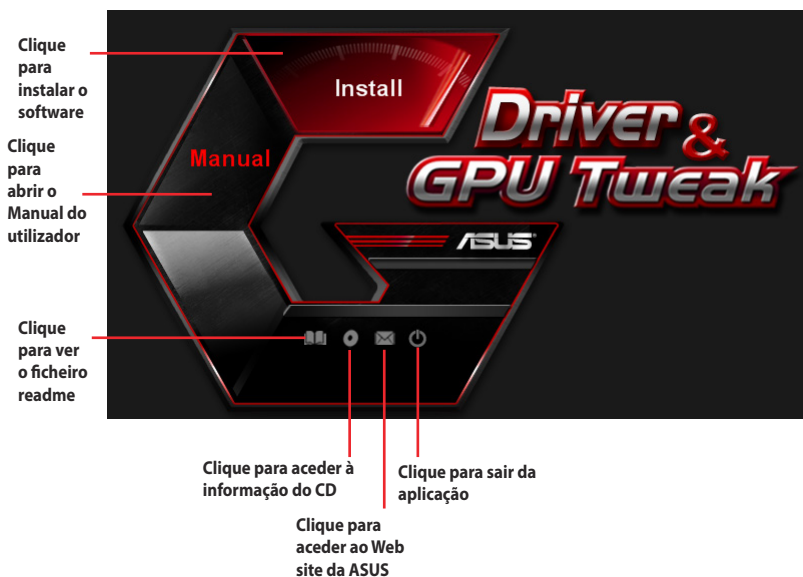 Clique
para
instalar o
software
Install
Driver &
GPU Tweak
Clique
para
abrir o
Manual do
utilizador
Manual
ASUS
Clique
para ver
o ficheiro
readme
Clique para aceder à
informação do CD
Clique para sair da
aplicação
Clique para
aceder ao Web
site da ASUS